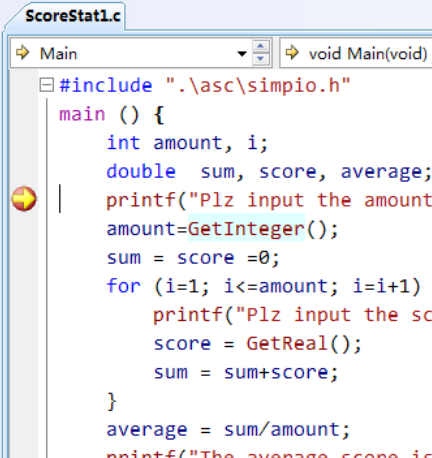 ScoreStat1.c
Main void Main(void)
#include ".\asc\simpio.h"
main () {
int amount, i;
double sum, score, average;
printf("Plz input the amount
amount=GetInteger();
sum = score =0;
for (i=1; i<=amount; i=i+1)
printf("Plz input the sc
score = GetReal();
sum = sum+score;
}
average = sum/amount;
printf("The average score is